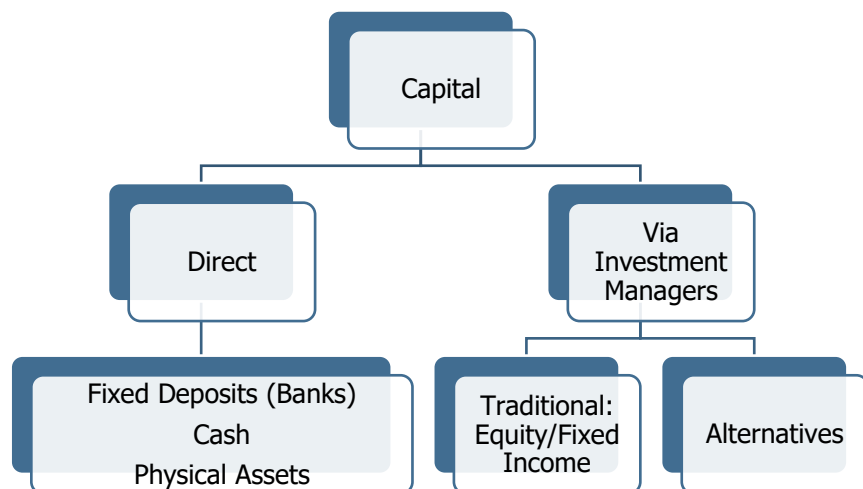 Capital
Direct
Via
Investment
Managers
Fixed Deposits (Banks)
Cash
Physical Assets
Traditional:
Equity/Fixed
Income
Alternatives